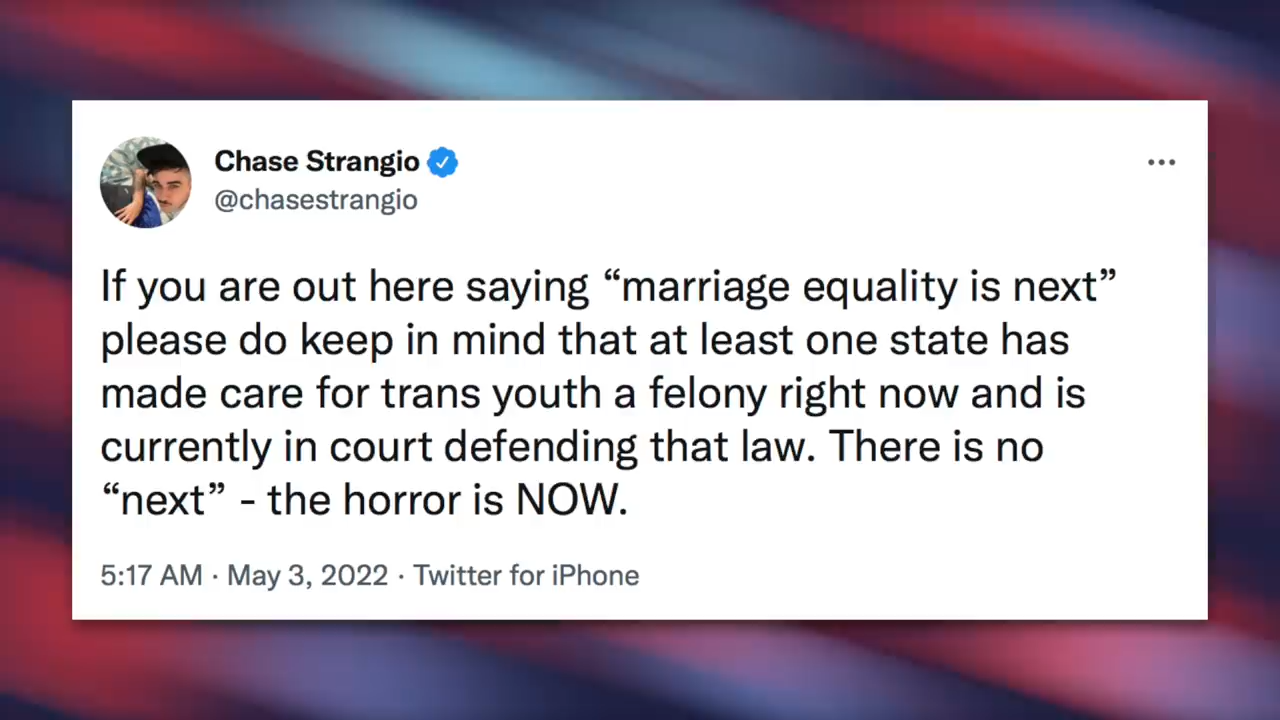 Chase Strangio
@chasestrangio
If you are out here saying “marriage equality is next”
please do keep in mind that at least one state has
made care for trans youth a felony right now and is
currently in court defending that law. There is no
“next” - the horror is NOW.
5:17 AM · May 3, 2022 · Twitter for iPhone